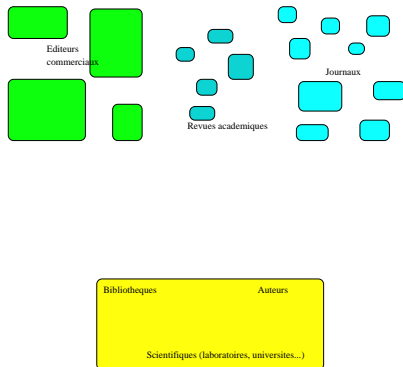 Editeurs
commerciaux
Journaux
Revues academiques
Bibliotheques
Auteurs
Scientifiques (laboratoires, universites...)